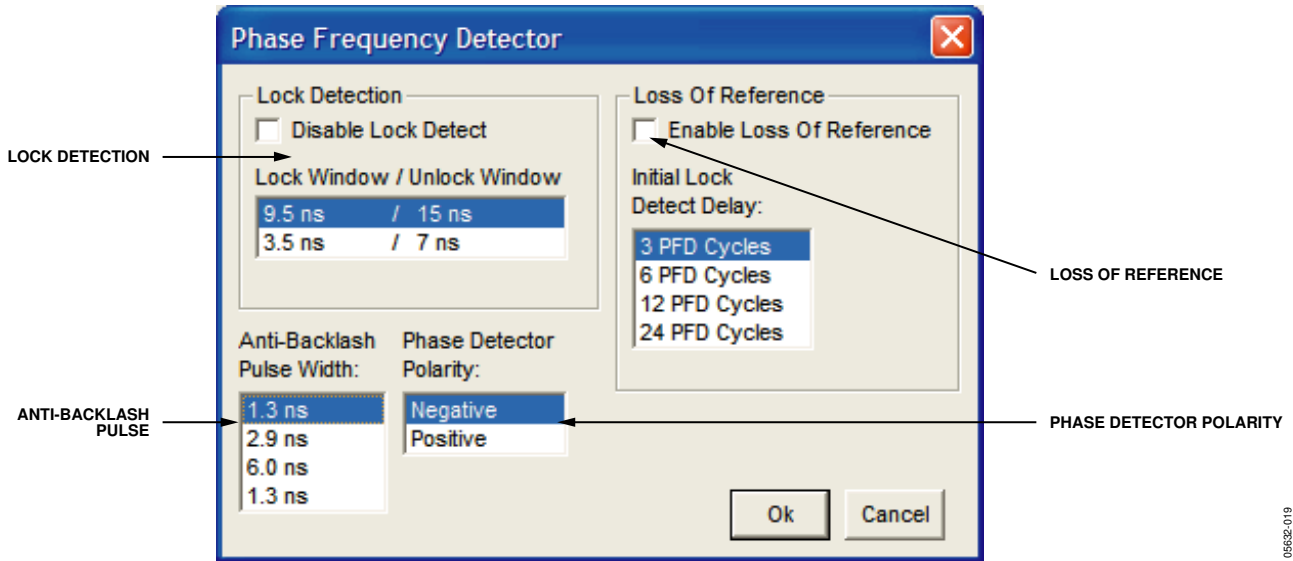 Phase Frequency Detector
Lock Detection
Disable Lock Detect
Lock Window / Unlock Window
9.5 ns / 15 ns
3.5 ns / 7 ns
Loss Of Reference
Enable Loss Of Reference
Initial Lock
Detect Delay:
3 PFD Cycles
6 PFD Cycles
12 PFD Cycles
24 PFD Cycles
Anti-Backlash
Pulse Width:
1.3 ns
2.9 ns
6.0 ns
1.3 ns
Phase Detector
Polarity:
Negative
Positive
Ok
Cancel
LOCK DETECTION
ANTI-BACKLASH
PULSE
LOSS OF REFERENCE
PHASE DETECTOR POLARITY
05632-019